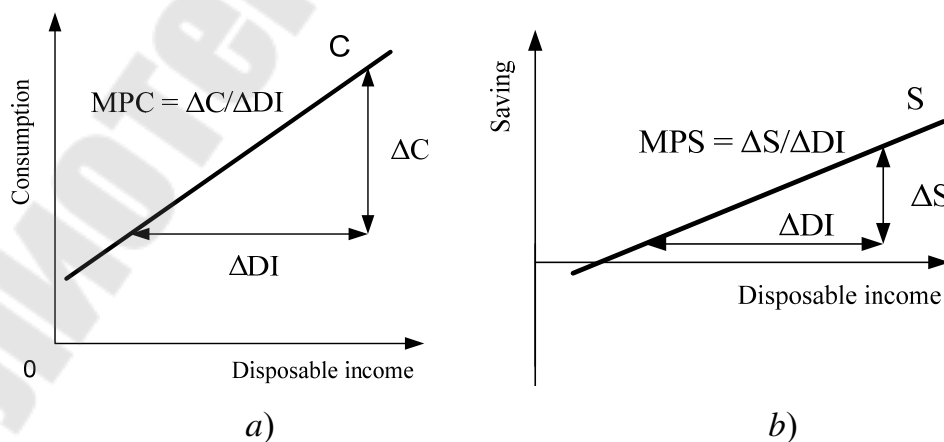 C
Consumption
MPC = ΔC/ΔDI
ΔC
ΔDI
0
Disposable income
a)
Saving
S
MPS = ΔS/ΔDI
ΔS
ΔDI
Disposable income
b)